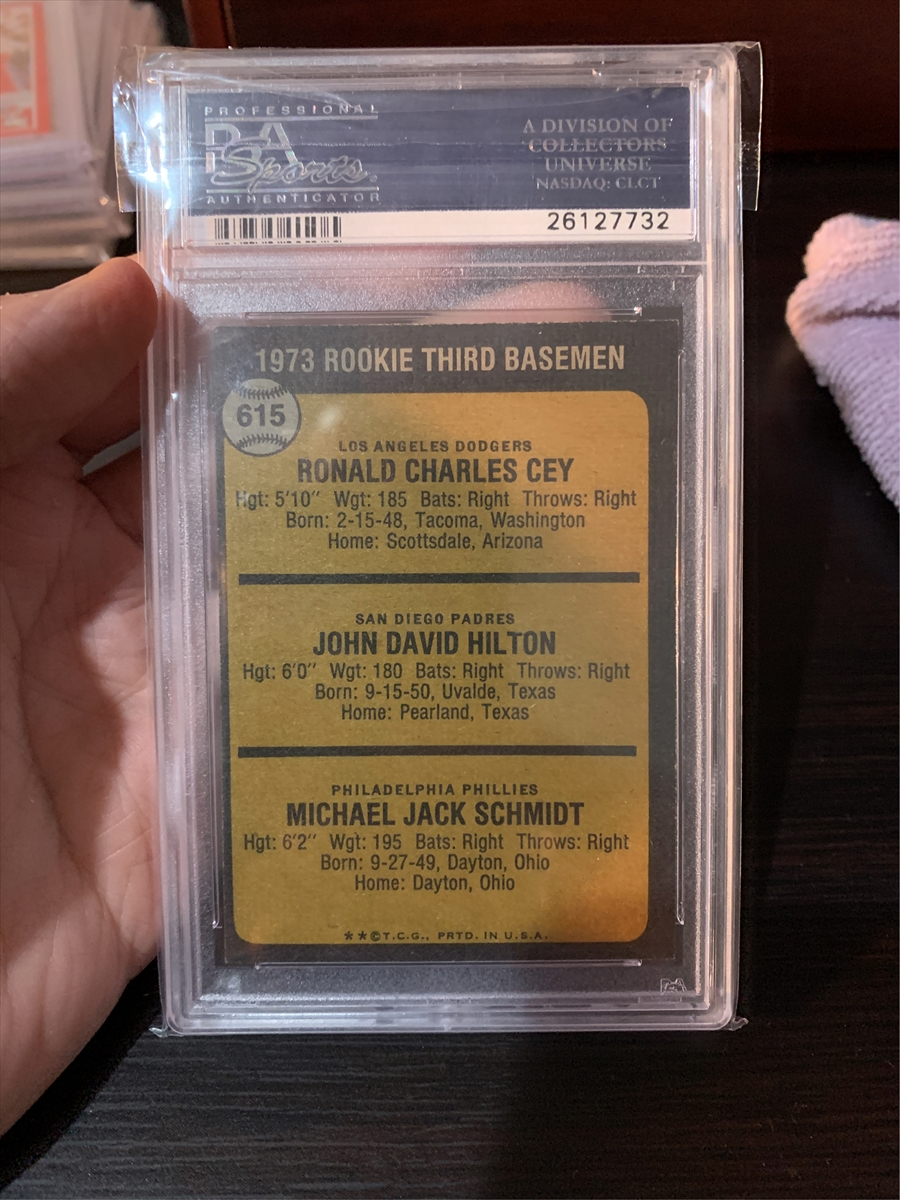 PROFESSIONAL
PSA
Sports
AUTHENTICATOR
A DIVISION OF
COLLECTORS
UNIVERSE
NASDAQ: CLCT
26127732
1973 ROOKIE THIRD BASEMEN
615
LOS ANGELES DODGERS
RONALD CHARLES CEY
Hgt: 5'10" Wgt: 185 Bats: Right Throws: Right
Born: 2-15-48, Tacoma, Washington
Home: Scottsdale, Arizona
SAN DIEGO PADRES
JOHN DAVID HILTON
Hgt: 6'0" Wgt: 180 Bats: Right Throws: Right
Born: 9-15-50, Uvalde, Texas
Home: Pearland, Texas
PHILADELPHIA PHILLIES
MICHAEL JACK SCHMIDT
Hgt: 6'2" Wgt: 195 Bats: Right Throws: Right
Born: 9-27-49, Dayton, Ohio
Home: Dayton, Ohio
**©T.C.G., PRTD. IN U.S.A.
PSA